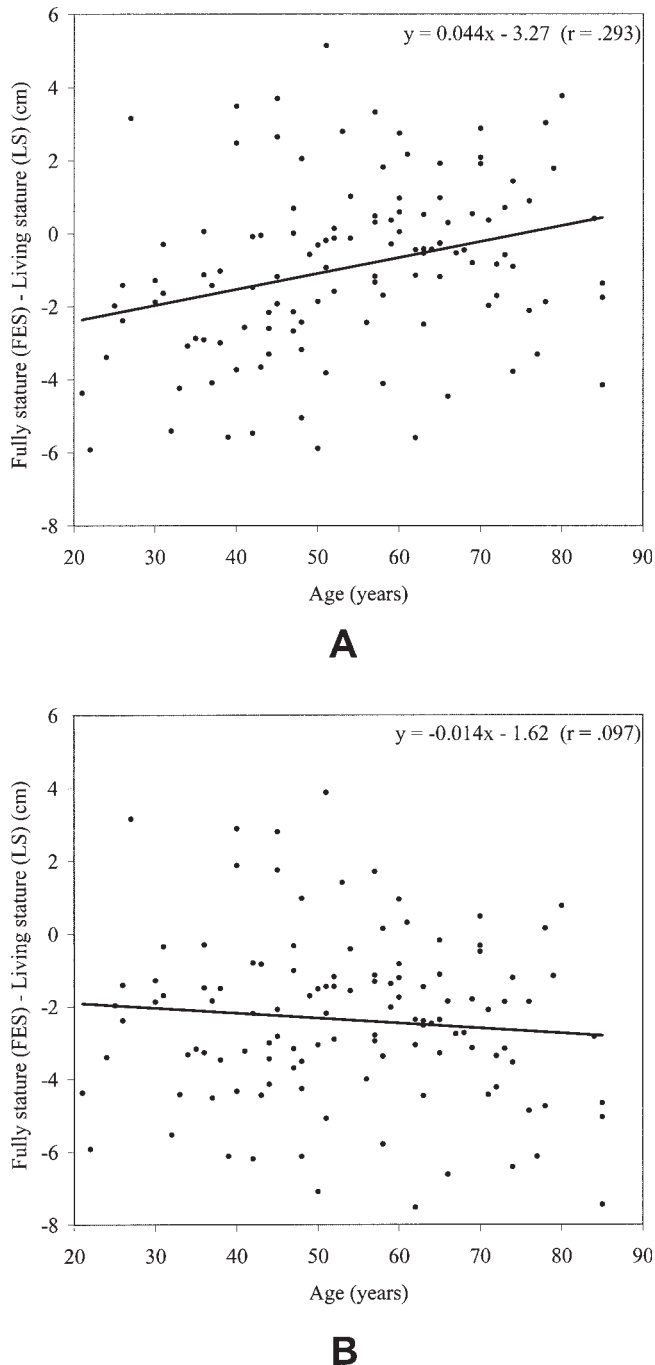 6
y = 0.044x - 3.27 (r = .293)
4
2
0
-2
-4
-6
-8
Fully stature (FES) - Living stature (LS) (cm)
20 30 40 50 60 70 80 90
Age (years)
A
6
y = -0.014x - 1.62 (r = .097)
4
2
0
-2
-4
-6
-8
Fully stature (FES) - Living stature (LS) (cm)
20 30 40 50 60 70 80 90
Age (years)
B